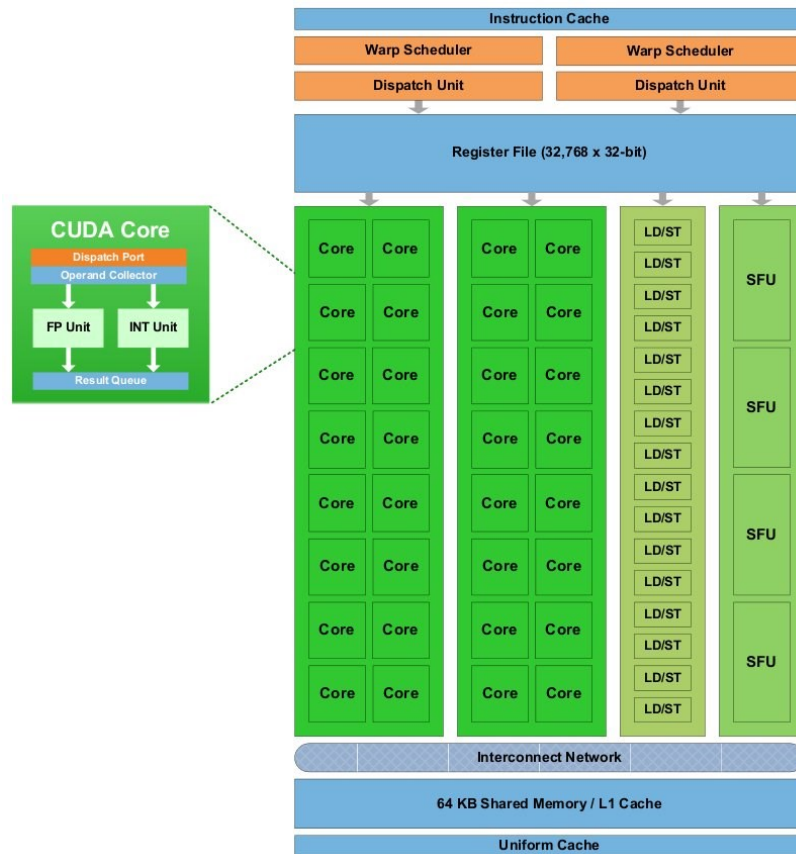 Instruction Cache
Warp Scheduler Warp Scheduler
Dispatch Unit Dispatch Unit
Register File (32,768 x 32-bit)
CUDA Core
Dispatch Port
Operand Collector
FP Unit INT Unit
Result Queue
Core Core Core Core LD/ST
LD/ST
SFU
Core Core Core Core LD/ST
LD/ST
Core Core Core Core LD/ST
LD/ST
SFU
Core Core Core Core LD/ST
LD/ST
Core Core Core Core LD/ST
LD/ST
SFU
Core Core Core Core LD/ST
LD/ST
Core Core Core Core LD/ST
LD/ST
SFU
Core Core Core Core LD/ST
LD/ST
Interconnect Network
64 KB Shared Memory / L1 Cache
Uniform Cache